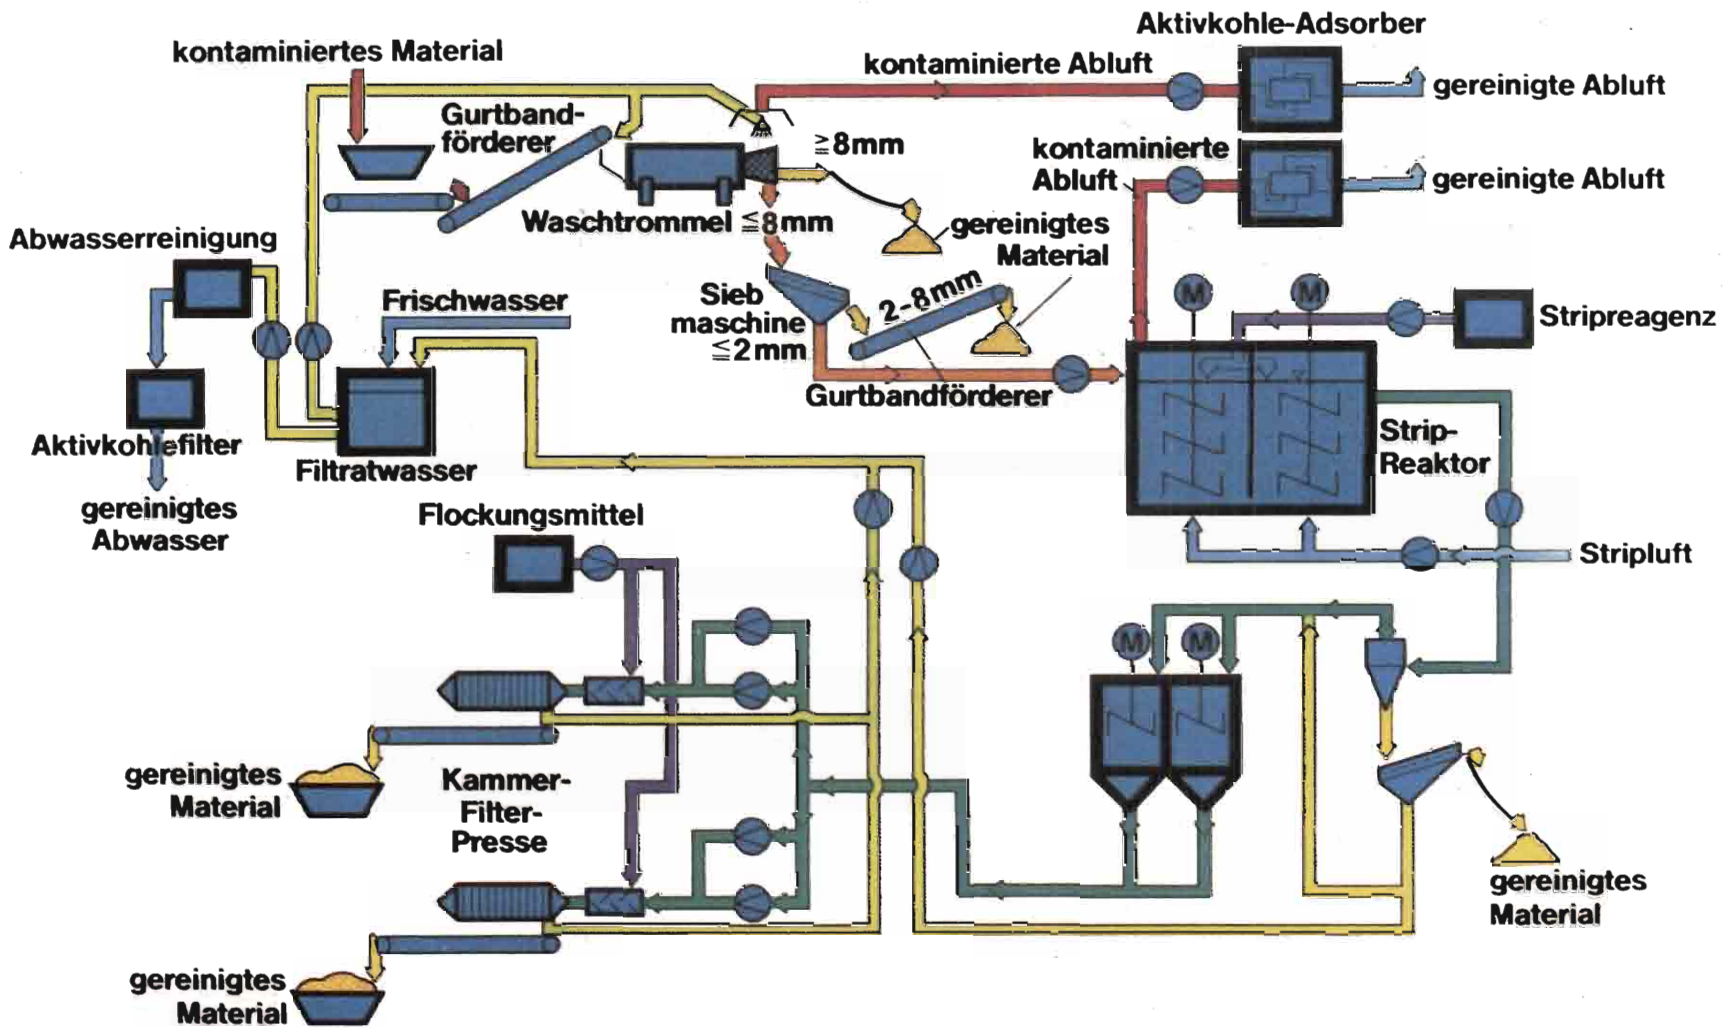 Aktivkohle-Adsorber
kontaminiertes Material
kontaminierte Abluft
gereinigte Abluft
Gurtband-
förderer
≧8mm
kontaminierte
Abluft
gereinigte Abluft
Waschtrommel ≦8mm
gereinigtes
Material
Abwasserreinigung
Frischwasser
Sieb
maschine
≦2mm
2-8mm
M
M
Stripreagenz
Gurtbandförderer
Aktivkohlefilter
Filtratwasser
Strip-
Reaktor
gereinigtes
Abwasser
Flockungsmittel
Stripluft
M
M
gereinigtes
Material
Kammer-
Filter-
Presse
gereinigtes
Material
gereinigtes
Material